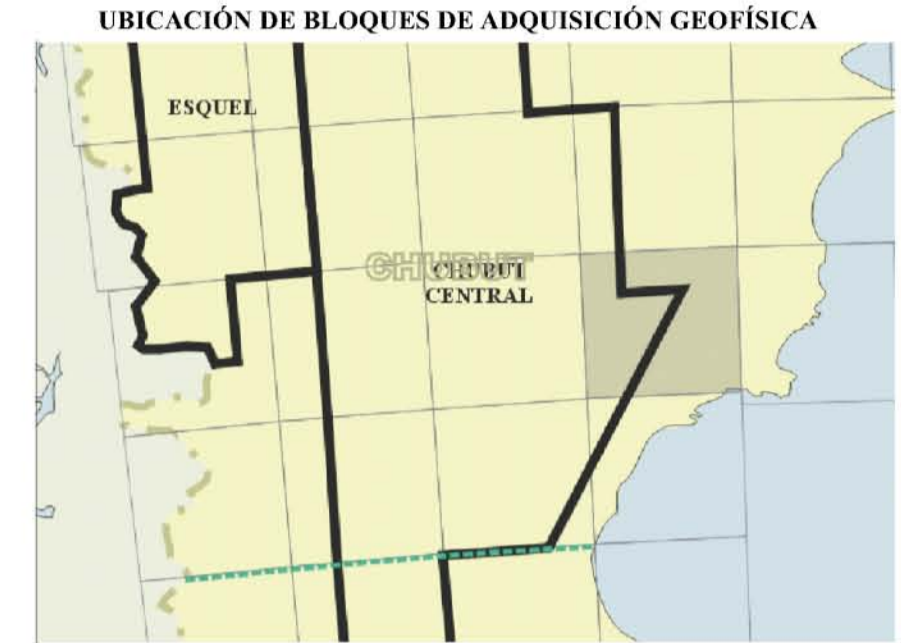 UBICACIÓN DE BLOQUES DE ADQUISICIÓN GEOFÍSICA
ESQUEL
CHUBUT
CHUBUT
CENTRAL